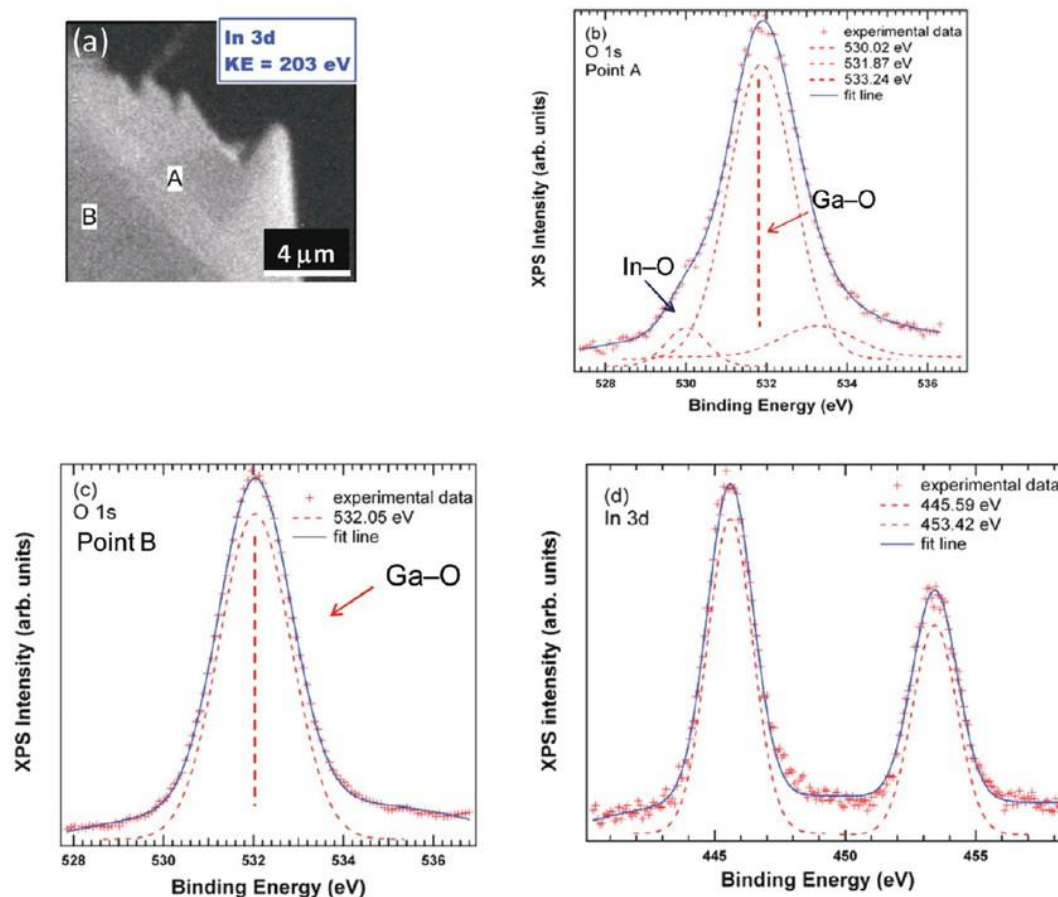 (a)
In 3d
KE = 203 eV
A
B
4 µm
(b)
O 1s
Point A
experimental data
530.02 eV
531.87 eV
533.24 eV
fit line
Ga–O
In–O
XPS Intensity (arb. units)
528 530 532 534 536
Binding Energy (eV)
(c)
O 1s
Point B
experimental data
532.05 eV
fit line
Ga–O
XPS Intensity (arb. units)
528 530 532 534 536
Binding Energy (eV)
(d)
In 3d
experimental data
445.59 eV
453.42 eV
fit line
XPS intensity (arb. units)
445 450 455
Binding Energy (eV)